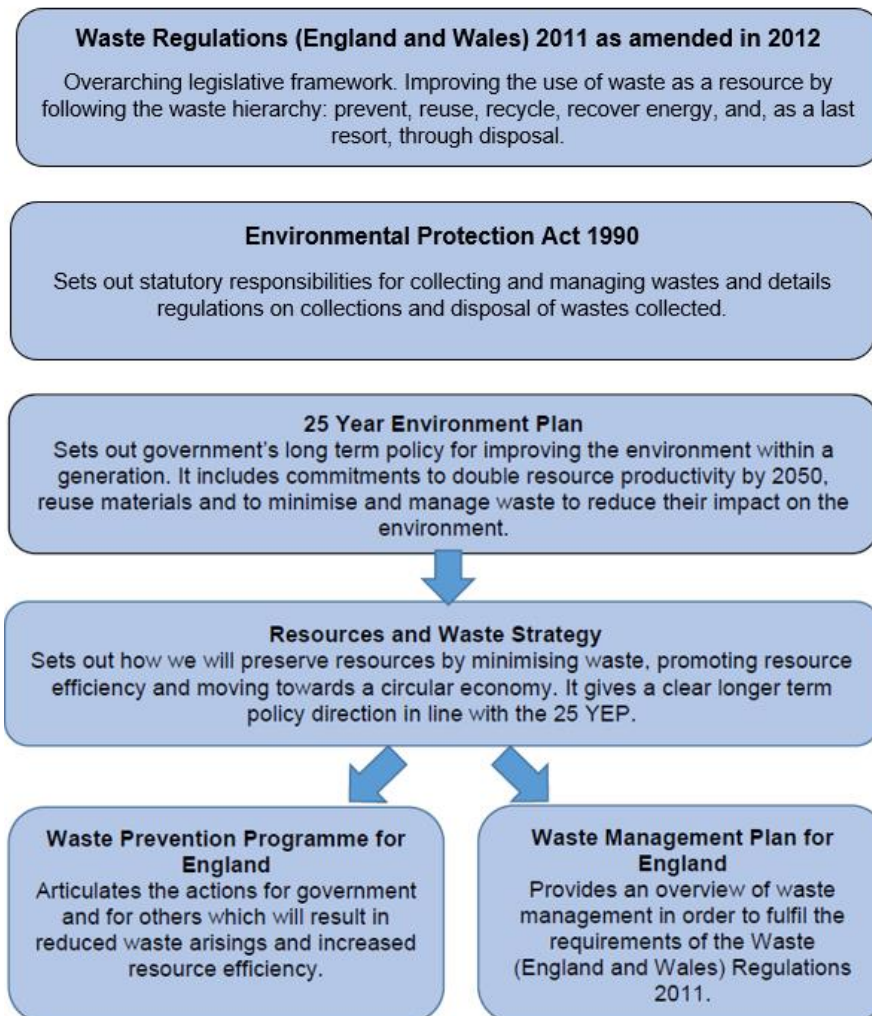 Waste Regulations (England and Wales) 2011 as amended in 2012
Overarching legislative framework. Improving the use of waste as a resource by
following the waste hierarchy: prevent, reuse, recycle, recover energy, and, as a last
resort, through disposal.
Environmental Protection Act 1990
Sets out statutory responsibilities for collecting and managing wastes and details
regulations on collections and disposal of wastes collected.
25 Year Environment Plan
Sets out government's long term policy for improving the environment within a
generation. It includes commitments to double resource productivity by 2050,
reuse materials and to minimise and manage waste to reduce their impact on the
environment.
Resources and Waste Strategy
Sets out how we will preserve resources by minimising waste, promoting resource
efficiency and moving towards a circular economy. It gives a clear longer term
policy direction in line with the 25 YEP.
Waste Prevention Programme for
England
Articulates the actions for government
and for others which will result in
reduced waste arisings and increased
resource efficiency.
Waste Management Plan for
England
Provides an overview of waste
management in order to fulfil the
requirements of the Waste
(England and Wales) Regulations
2011.